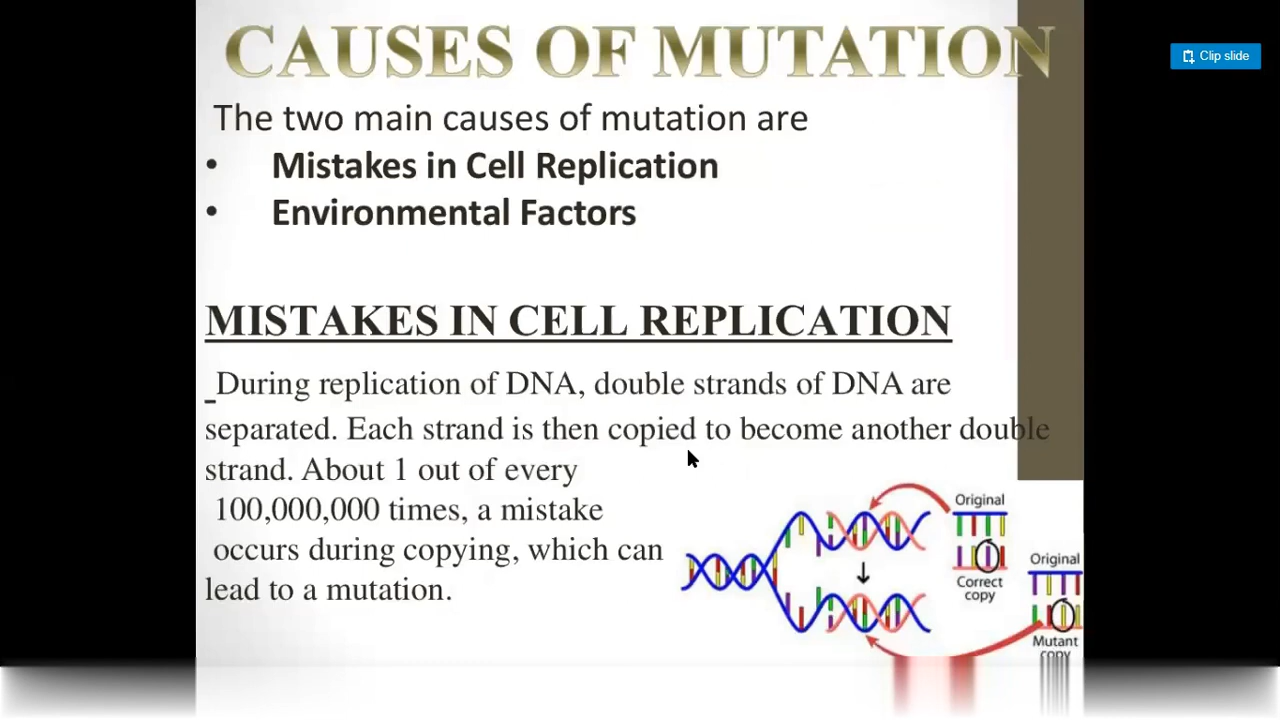 CAUSES OF MUTATION
Clip slide
The two main causes of mutation are
• Mistakes in Cell Replication
• Environmental Factors
MISTAKES IN CELL REPLICATION
During replication of DNA, double strands of DNA are
separated. Each strand is then copied to become another double
strand. About 1 out of every
100,000,000 times, a mistake
occurs during copying, which can
lead to a mutation.
Original
Correct
copy
Original
Mutant
copy